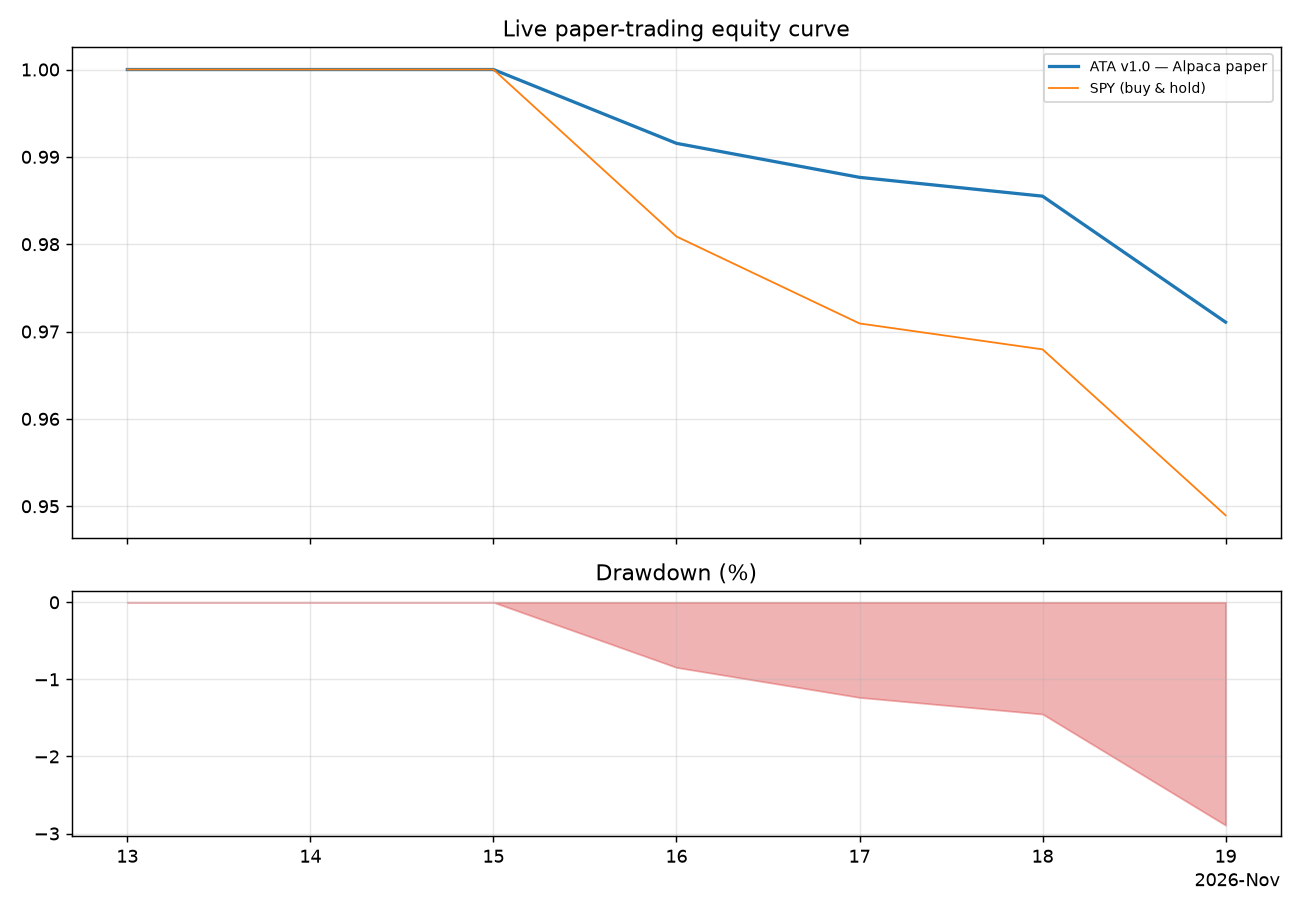 Live paper-trading equity curve
ATA v1.0 — Alpaca paper
SPY (buy & hold)
1.00
0.99
0.98
0.97
0.96
0.95
Drawdown (%)
0
−1
−2
−3
13 14 15 16 17 18 19
2026-Nov